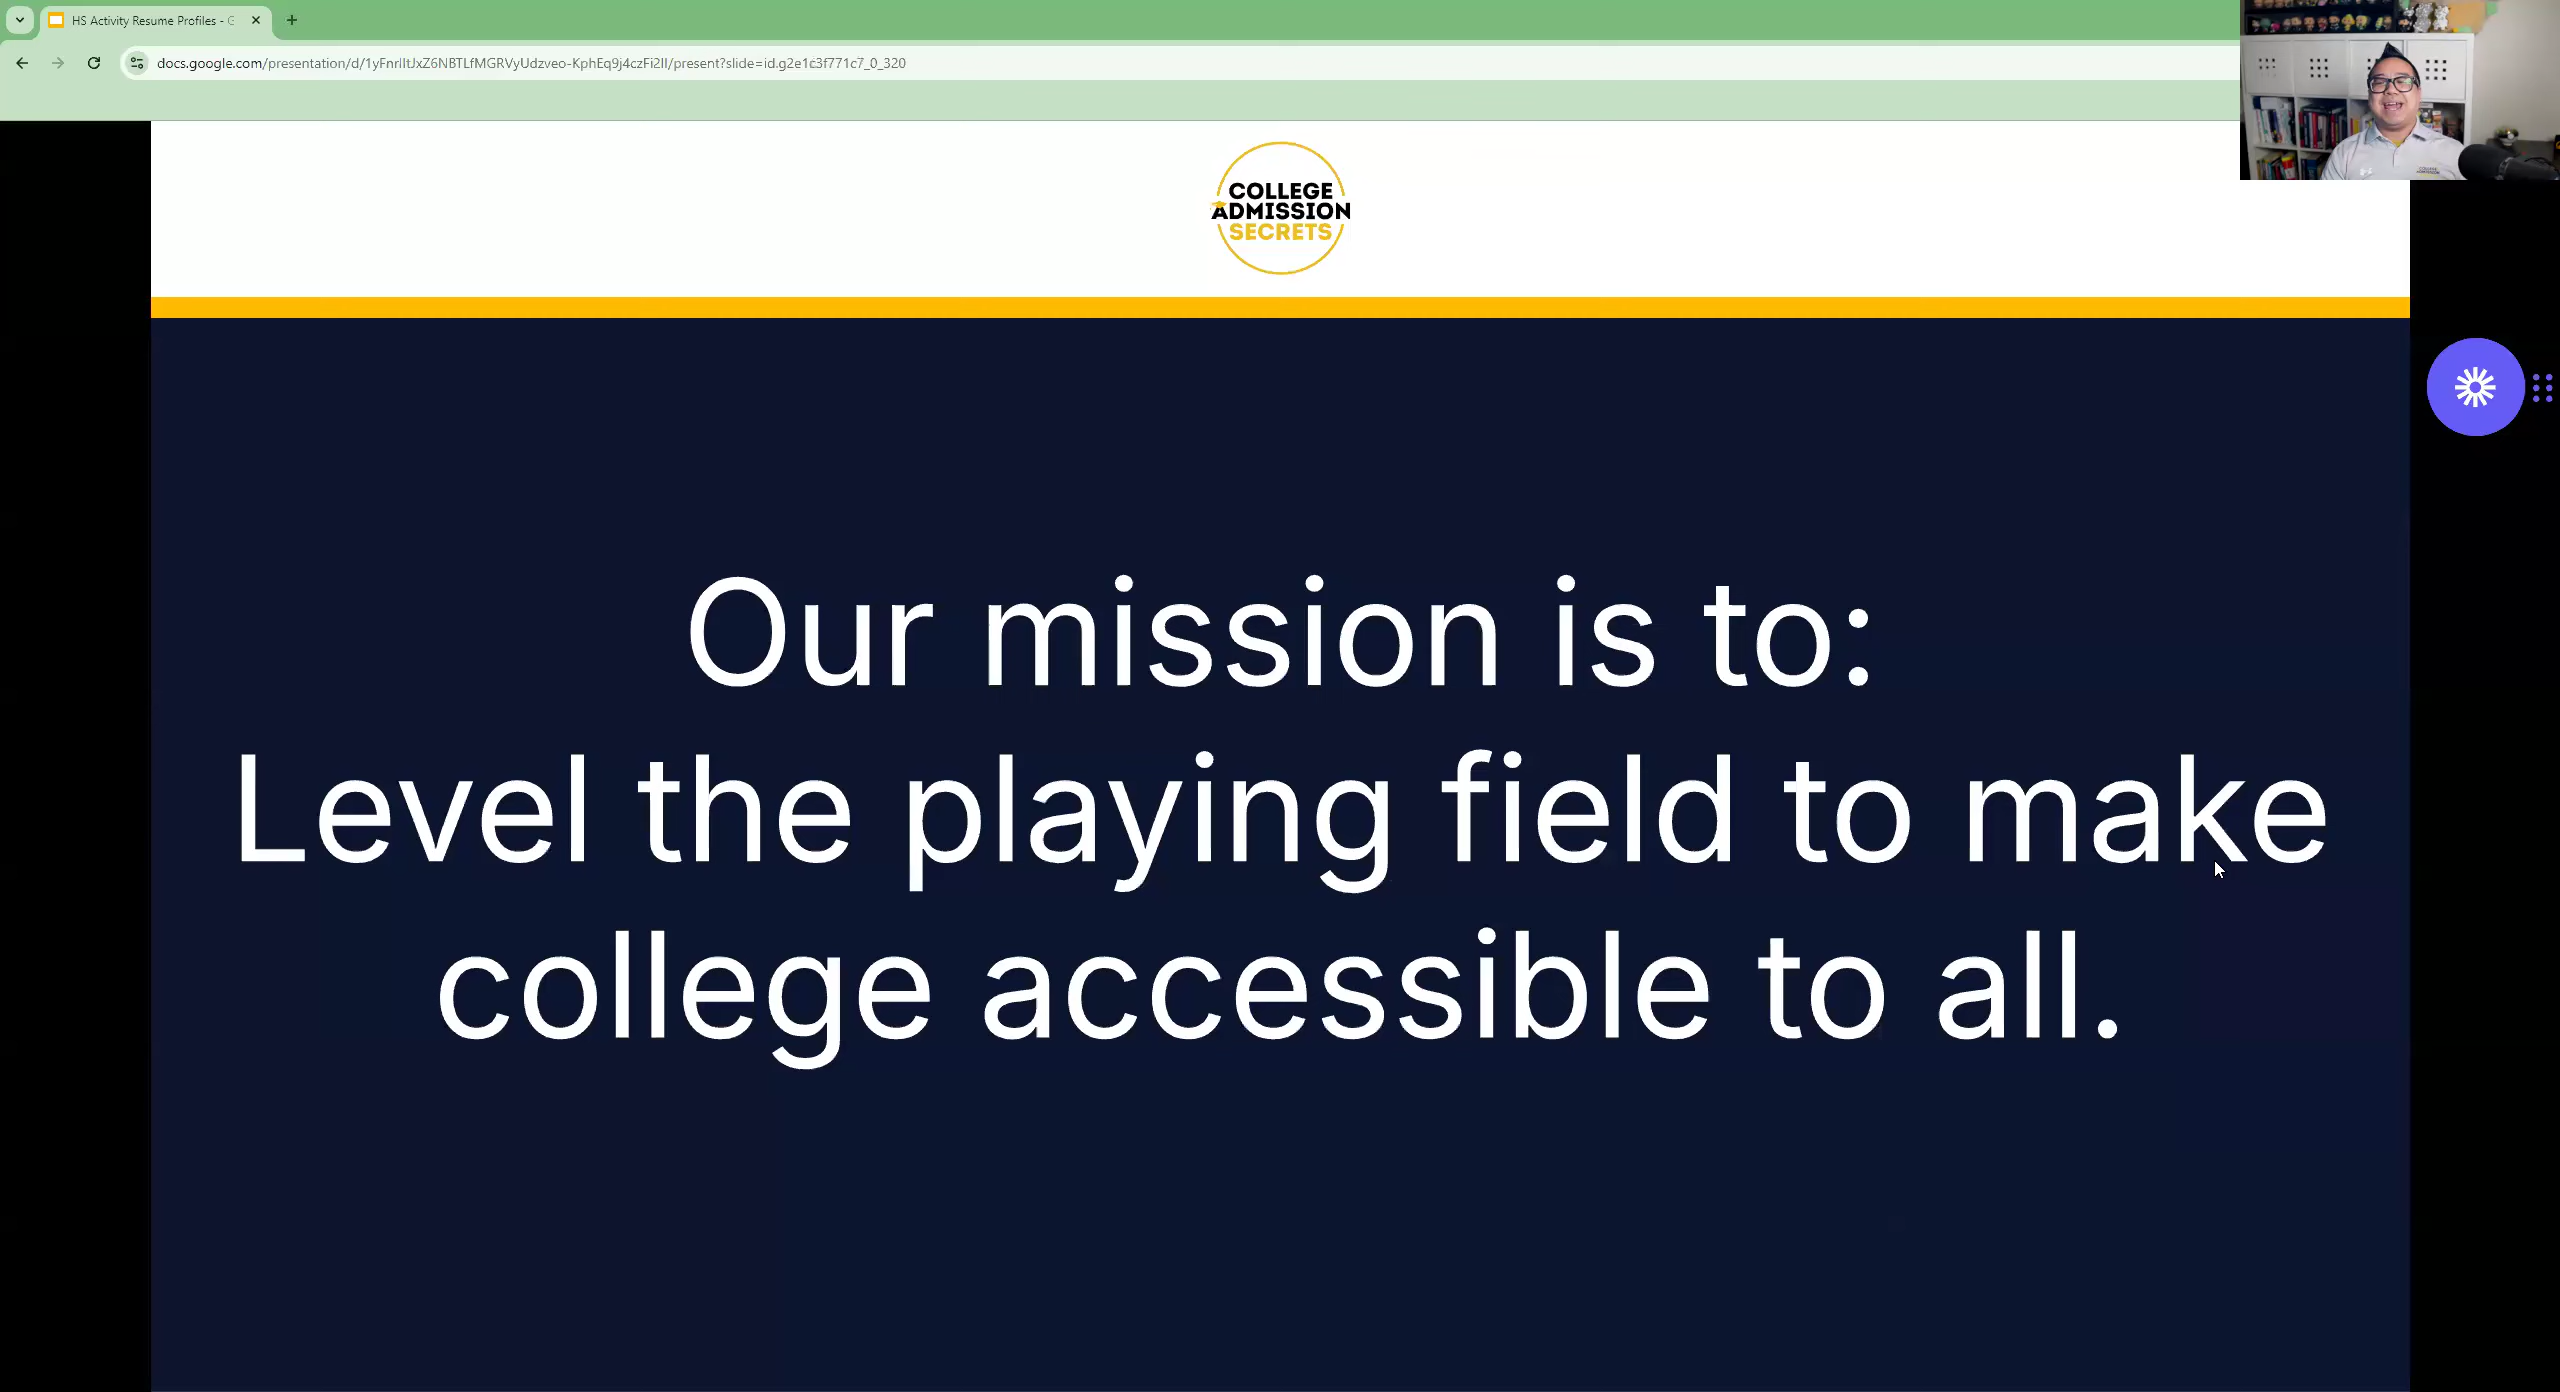 HS Activity Resume Profiles - G
docs.google.com/presentation/d/1yFnrlItJxZ6NBTLfMGRVyUdzveo-KphEq9j4czFi2lI/present?slide=id.g2e1c3f771c7_0_320
COLLEGE
ADMISSION
SECRETS
Our mission is to:
Level the playing field to make
college accessible to all.